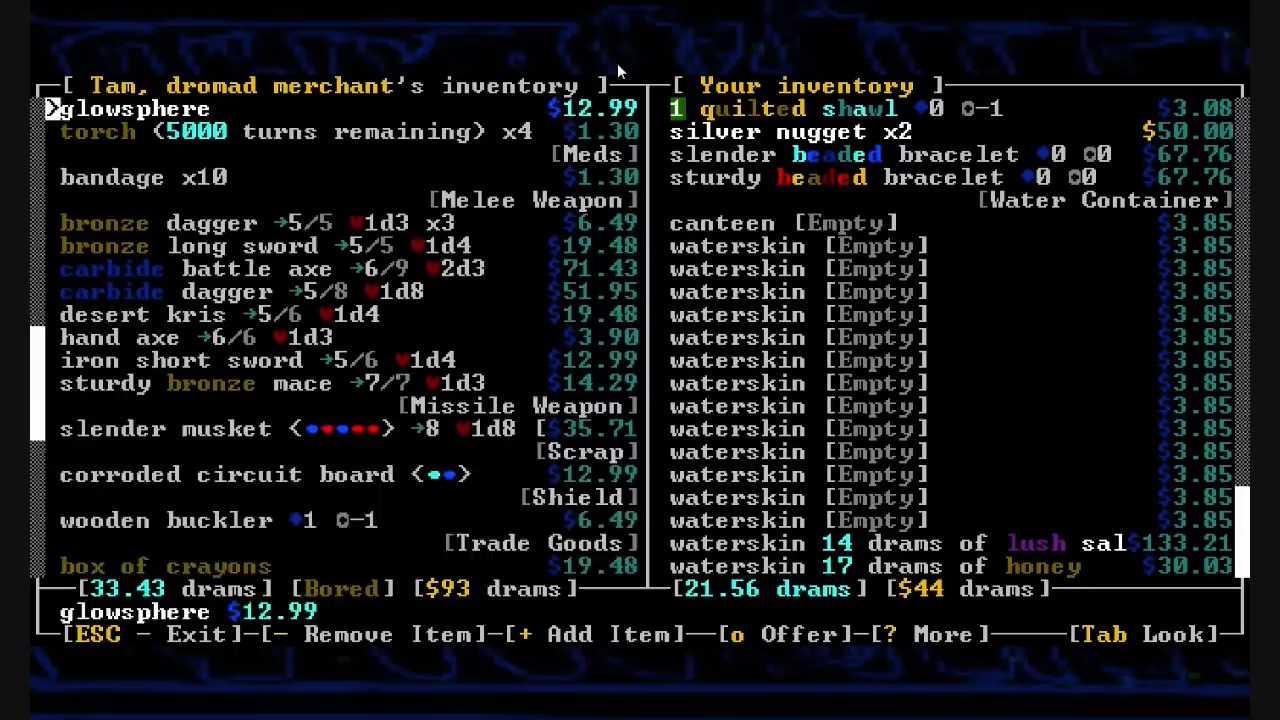 [ Tam, dromad merchant's inventory ]
>glowsphere $12.99
torch (5000 turns remaining) x4 $1.30
[Meds]
bandage x10 $1.30
[Melee Weapon]
bronze dagger →5/5 ♥1d3 x3 $6.49
bronze long sword →5/5 ♥1d4 $19.48
carbide battle axe →6/9 ♥2d3 $71.43
carbide dagger →5/8 ♥1d8 $51.95
desert kris →5/6 ♥1d4 $19.48
hand axe →6/6 ♥1d3 $3.90
iron short sword →5/6 ♥1d4 $12.99
sturdy bronze mace →7/7 ♥1d3 $14.29
[Missile Weapon]
slender musket <•••••> →8 ♥1d8 [$35.71
[Scrap]
corroded circuit board <••> $12.99
[Shield]
wooden buckler ♦1 ○-1 $6.49
[Trade Goods]
box of crayons $19.48
[33.43 drams] [Bored] [$93 drams]
[ Your inventory ]
1 quilted shawl ♦0 ○-1 $3.08
silver nugget x2 $50.00
slender beaded bracelet ♦0 ○0 $67.76
sturdy beaded bracelet ♦0 ○0 $67.76
[Water Container]
canteen [Empty] $3.85
waterskin [Empty] $3.85
waterskin [Empty] $3.85
waterskin [Empty] $3.85
waterskin [Empty] $3.85
waterskin [Empty] $3.85
waterskin [Empty] $3.85
waterskin [Empty] $3.85
waterskin [Empty] $3.85
waterskin [Empty] $3.85
waterskin [Empty] $3.85
waterskin [Empty] $3.85
waterskin [Empty] $3.85
waterskin [Empty] $3.85
waterskin 14 drams of lush sal$133.21
waterskin 17 drams of honey $30.03
[21.56 drams] [$44 drams]
glowsphere $12.99
[ESC - Exit]-[- Remove Item]-[+ Add Item]-[o Offer]-[? More] [Tab Look]